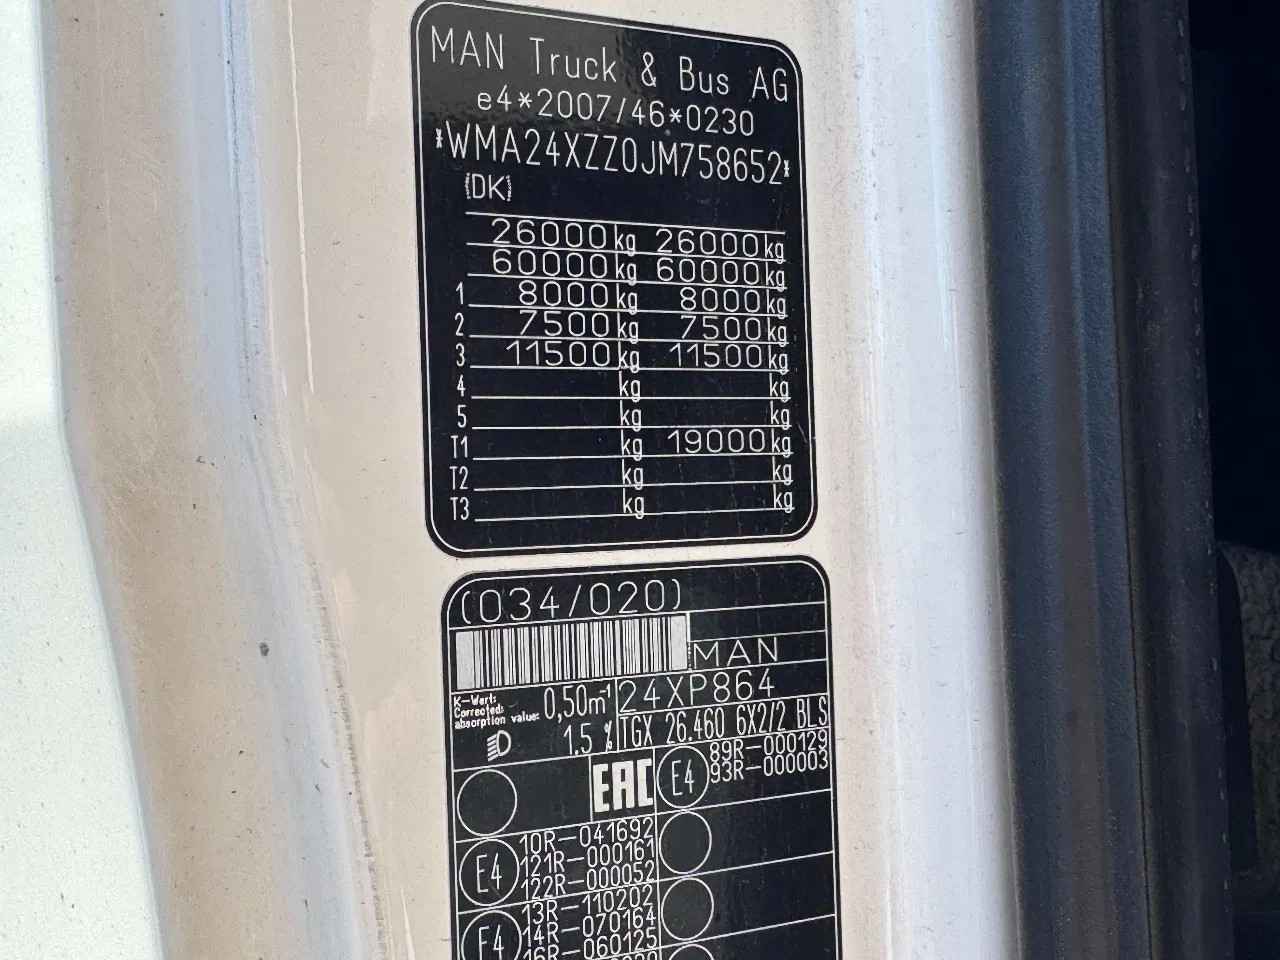 MAN Truck & Bus AG
e4*2007/46*0230
*WMA24XZZ0JM758652*
(DK)
26000kg 26000kg
60000kg 60000kg
1 8000kg 8000kg
2 7500kg 7500kg
3 11500kg 11500kg
4 kg kg
5 kg kg
T1 kg 19000kg
T2 kg kg
T3 kg kg
(034/020)
MAN
K-Wert:
Corrected
absorption value: 0,50m⁻¹
24XP864
1.5 %
TGX 26.460 6X2/2 BLS
EAC
E4
89R-000129
93R-000003
E4
10R-041692
121R-000161
122R-000052
E4
13R-110202
14R-070164
16R-060125